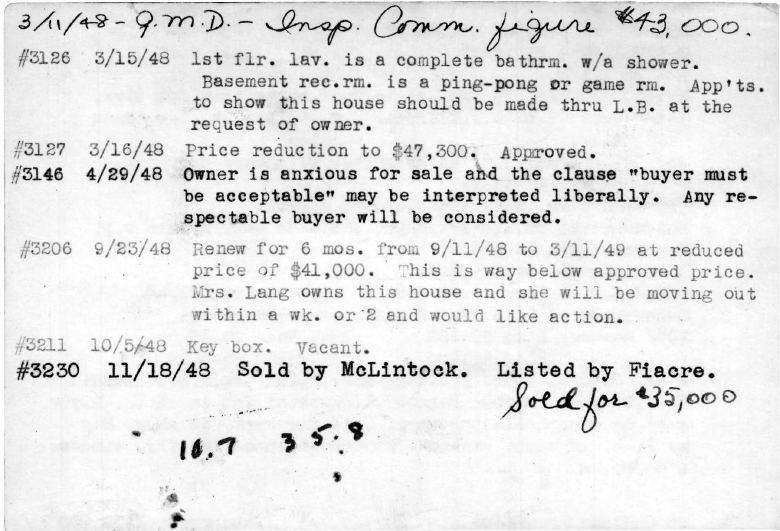 3/11/48 - G.M.D. - Insp. Comm. figure $43,000.
#3126 3/15/48 1st flr. lav. is a complete bathrm. w/a shower.
Basement rec.rm. is a ping-pong or game rm. App'ts.
to show this house should be made thru L.B. at the
request of owner.
#3127 3/16/48 Price reduction to $47,300. Approved.
#3146 4/29/48 Owner is anxious for sale and the clause "buyer must
be acceptable" may be interpreted liberally. Any re-
spectable buyer will be considered.
#3206 9/23/48 Renew for 6 mos. from 9/11/48 to 3/11/49 at reduced
price of $41,000. This is way below approved price.
Mrs. Lang owns this house and she will be moving out
within a wk. or 2 and would like action.
#3211 10/5/48 Key box. Vacant.
#3230 11/18/48 Sold by McLintock. Listed by Fiacre.
Sold for $35,000
10.7 35.8